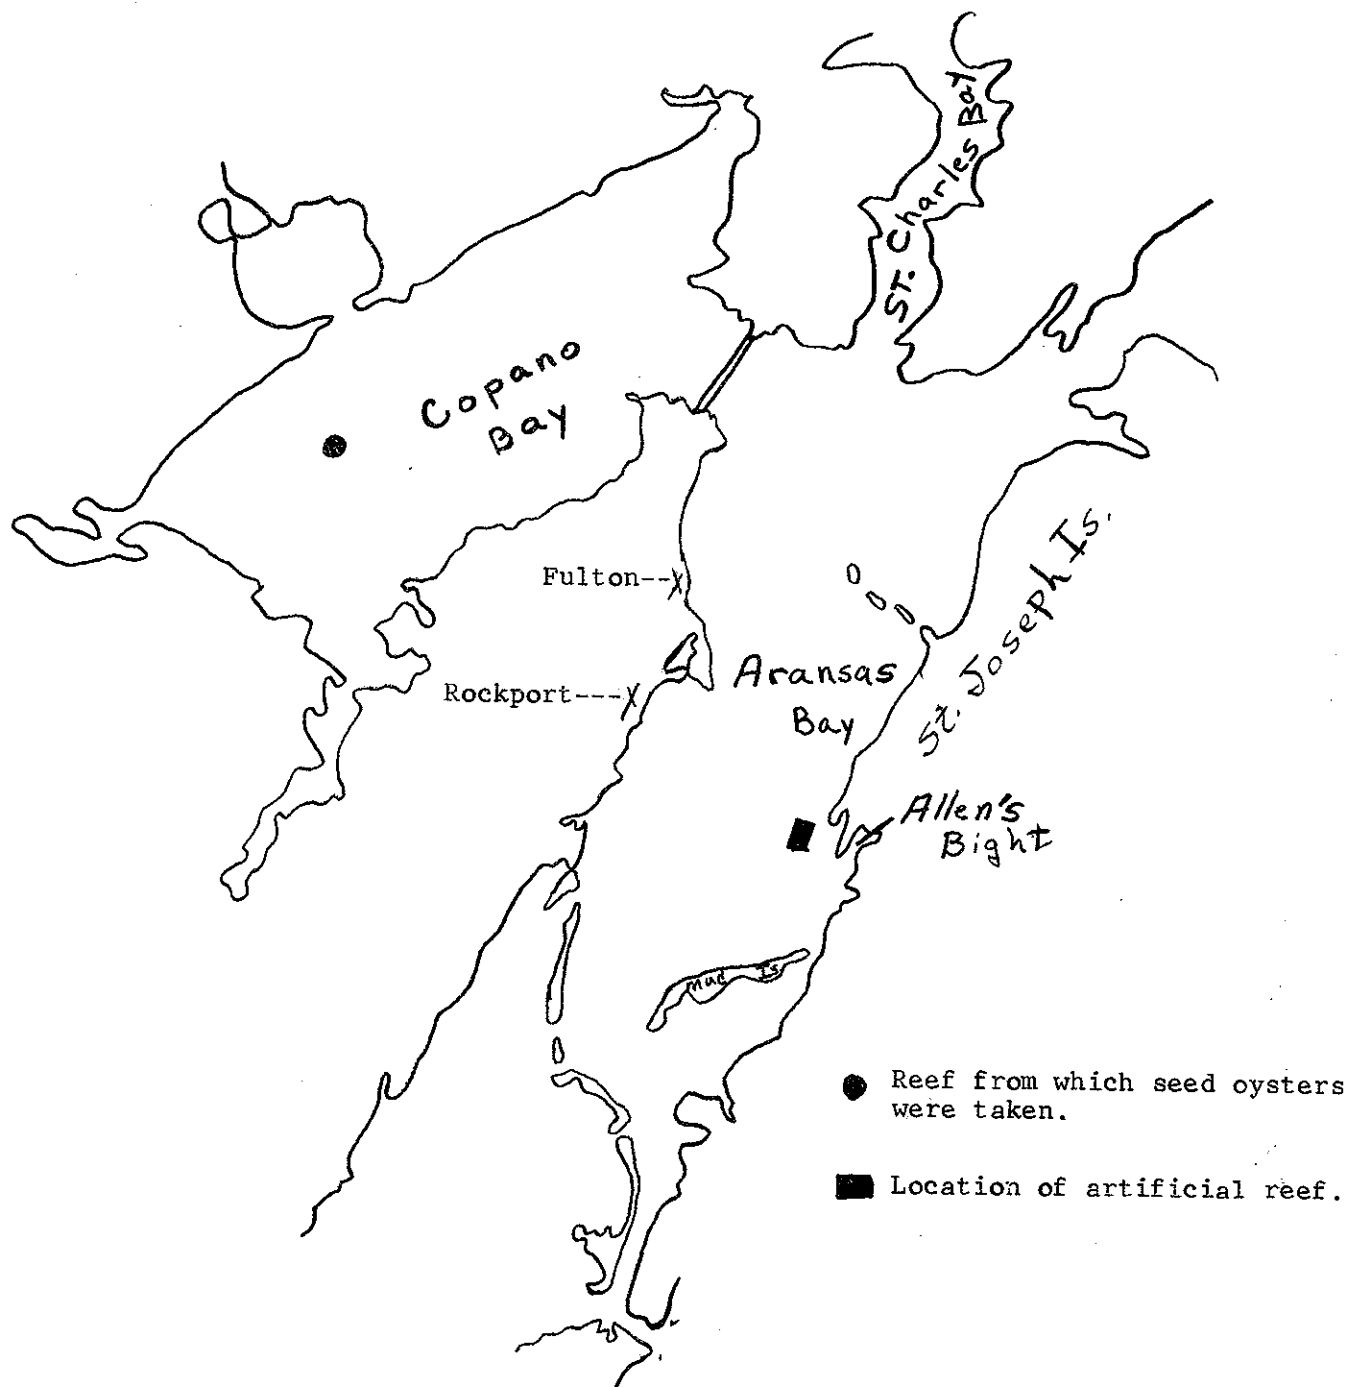 St. Charles Bay
Copano
Bay
St. Joseph Is.
Fulton--X
Aransas
Bay
Rockport---X
Allen's
Bight
Mud Is
Reef from which seed oysters
were taken.
Location of artificial reef.